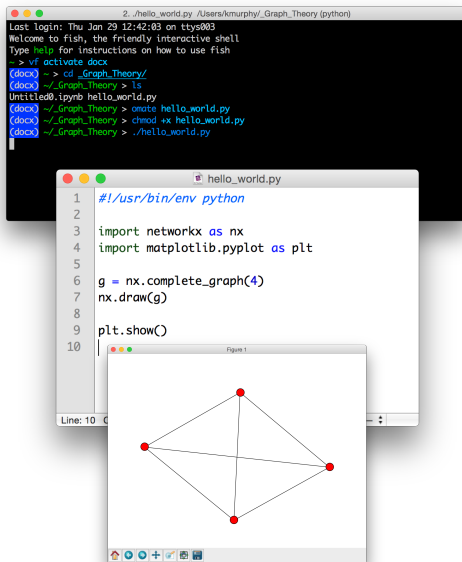 2. ./hello_world.py /Users/kmurphy/_Graph_Theory (python)
Last login: Thu Jan 29 12:42:03 on ttys003
Welcome to fish, the friendly interactive shell
Type help for instructions on how to use fish
~ > vf activate docx
(docx) ~ > cd _Graph_Theory/
(docx) ~/_Graph_Theory > ls
Untitled0.ipynb hello_world.py
(docx) ~/_Graph_Theory > omate hello_world.py
(docx) ~/_Graph_Theory > chmod +x hello_world.py
(docx) ~/_Graph_Theory > ./hello_world.py
hello_world.py
1 #!/usr/bin/env python
2
3 import networkx as nx
4 import matplotlib.pyplot as plt
5
6 g = nx.complete_graph(4)
7 nx.draw(g)
8
9 plt.show()
10
Figure 1
Line: 10